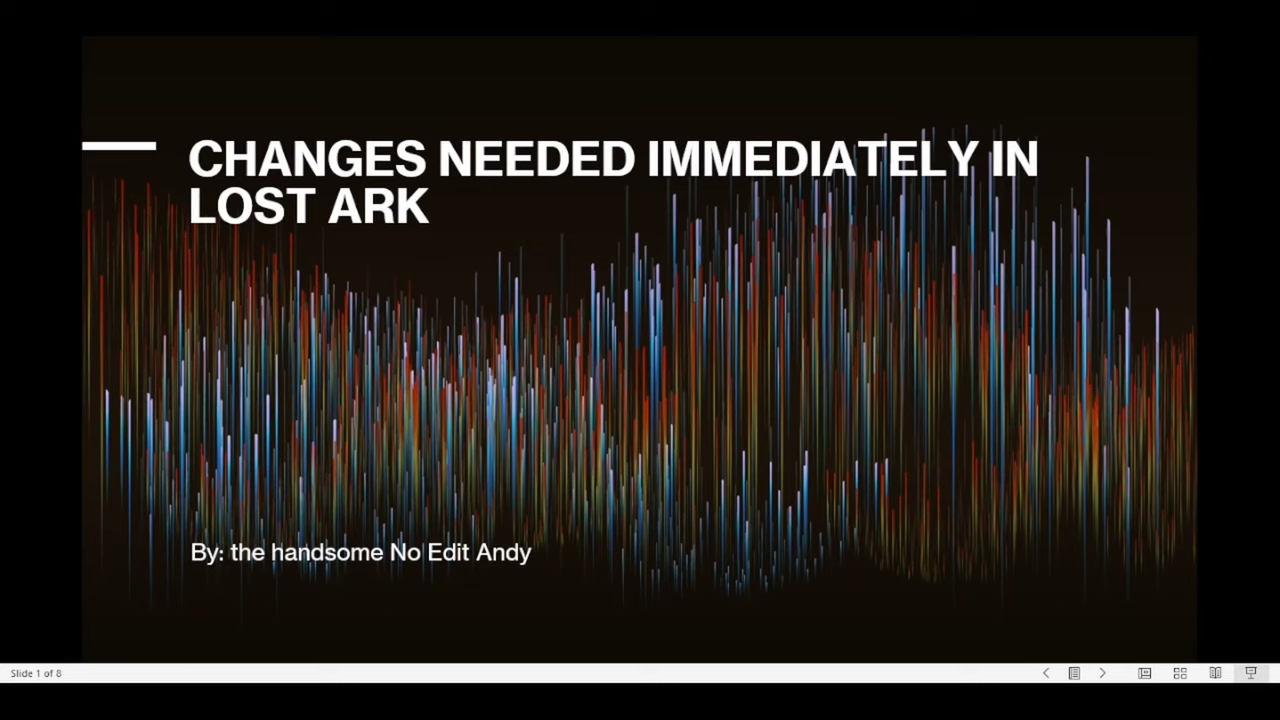 CHANGES NEEDED IMMEDIATELY IN
LOST ARK
By: the handsome No Edit Andy
Slide 1 of 8